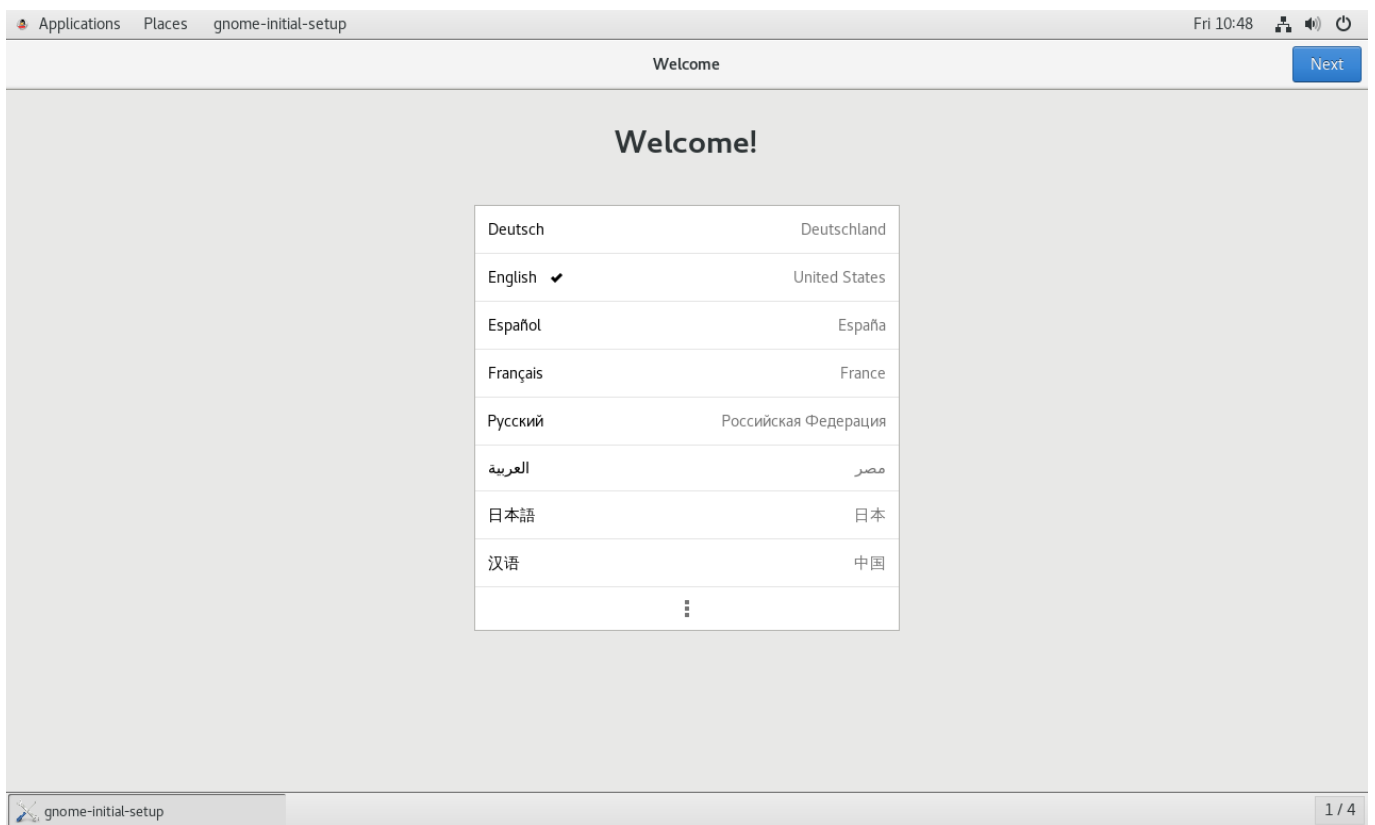 Applications Places gnome-initial-setup Fri 10:48
Welcome Next
Welcome!
Deutsch Deutschland
English ✔ United States
Español España
Français France
Русский Российская Федерация
العربية مصر
日本語 日本
汉语 中国
gnome-initial-setup 1 / 4